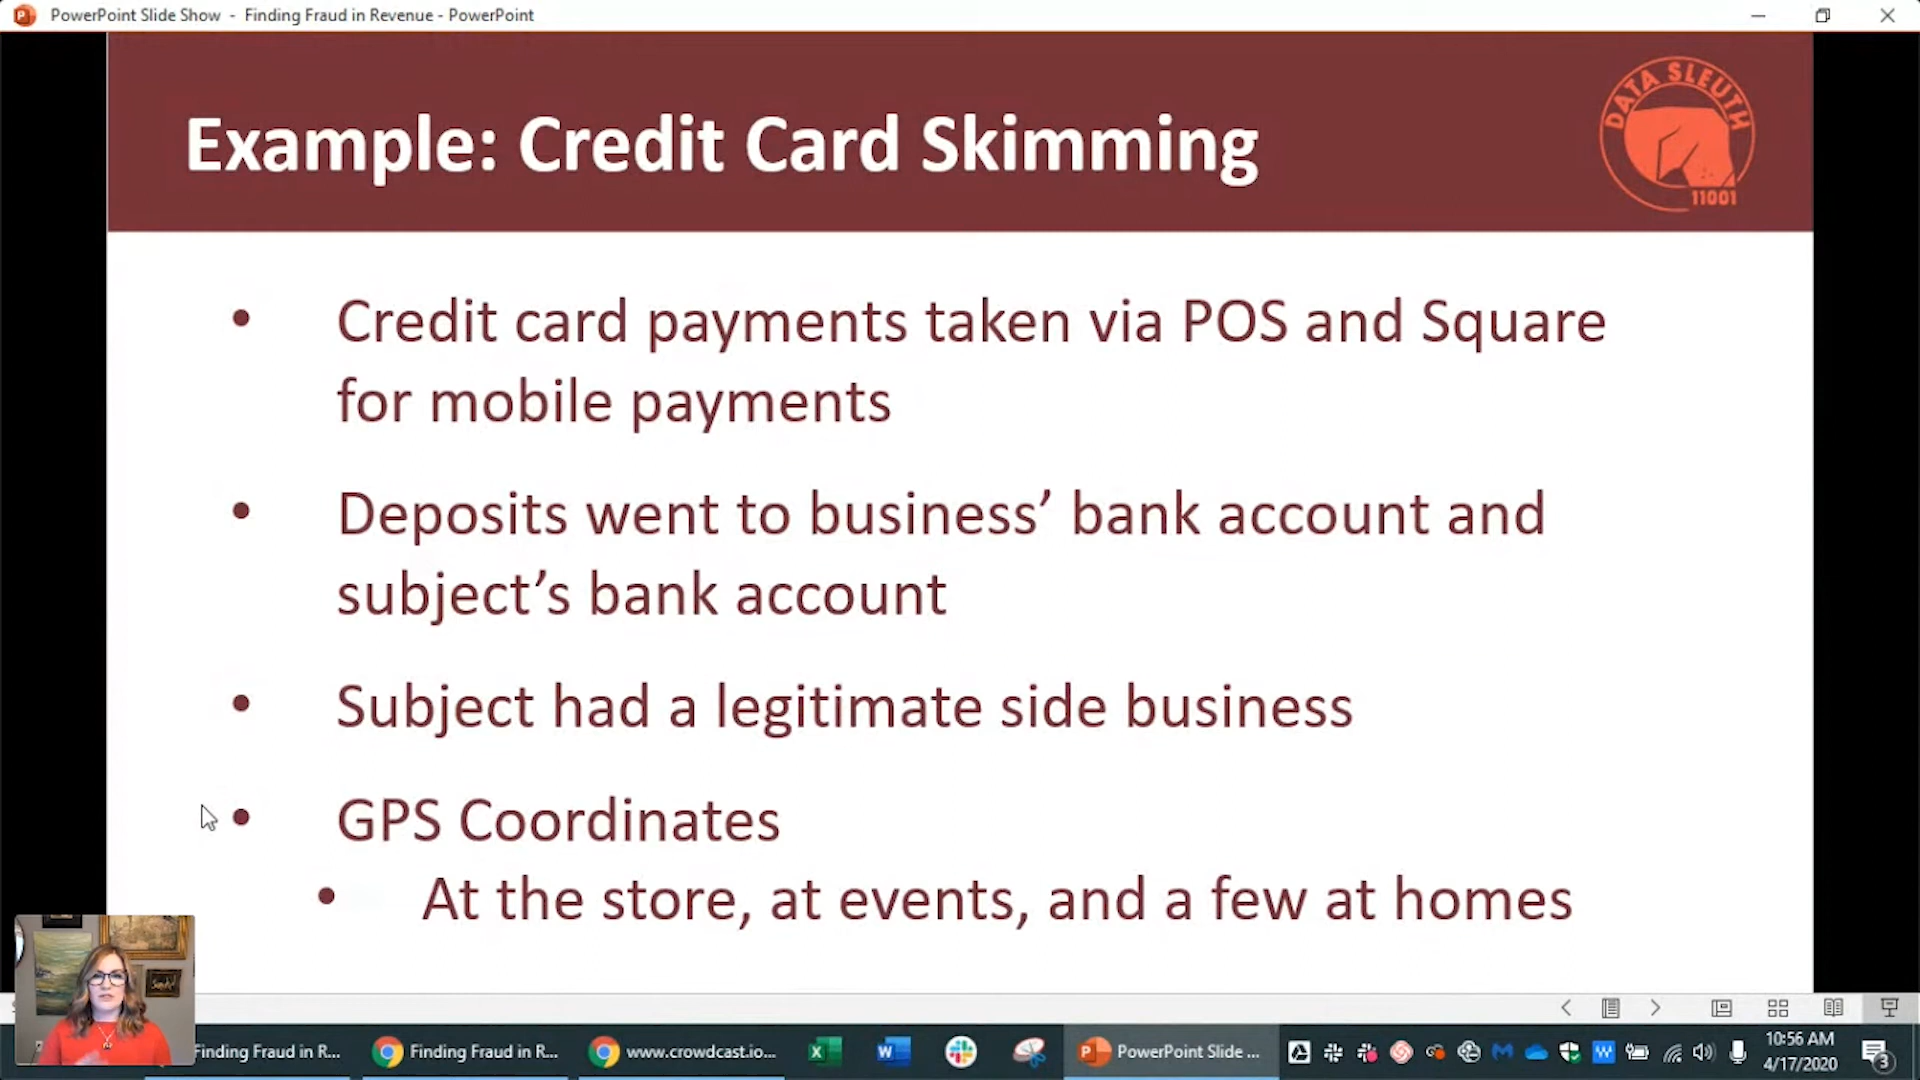 PowerPoint Slide Show - Finding Fraud in Revenue - PowerPoint
Example: Credit Card Skimming
DATA SLEUTH
11001
• Credit card payments taken via POS and Square
for mobile payments
• Deposits went to business’ bank account and
subject’s bank account
• Subject had a legitimate side business
• GPS Coordinates
• At the store, at events, and a few at homes
Finding Fraud in R...
Finding Fraud in R...
www.crowdcast.io...
PowerPoint Slide ...
10:56 AM
4/17/2020
3